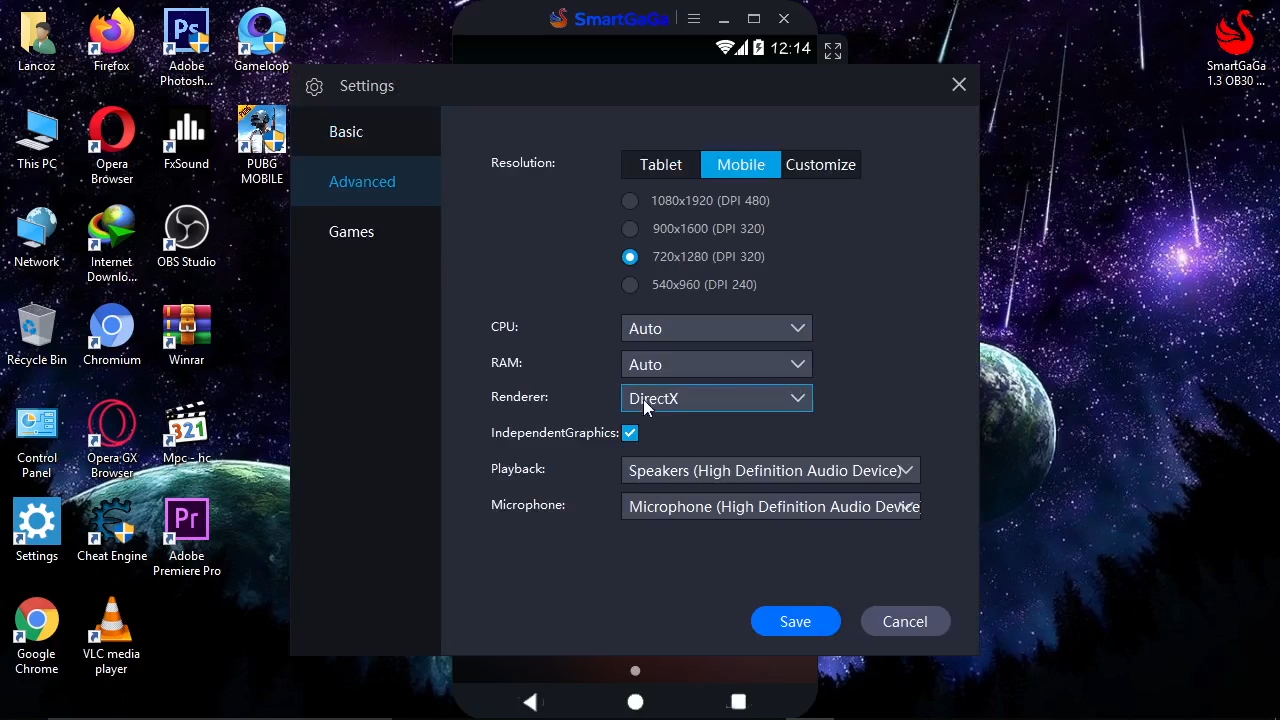 SmartGaGa
12:14
Lancoz
Firefox
Adobe
Photosh...
Gameloop
SmartGaGa
1.3 OB30 ...
This PC
Opera
Browser
FxSound
PUBG
MOBILE
Network
Internet
Downlo...
OBS Studio
Recycle Bin
Chromium
Winrar
Control
Panel
Opera GX
Browser
Mpc - hc
Settings
Cheat Engine
Adobe
Premiere Pro
Google
Chrome
VLC media
player
Ps
PUBG
321
Pr
Settings
Basic
Advanced
Games
Resolution:
Tablet
Mobile
Customize
1080x1920 (DPI 480)
900x1600 (DPI 320)
720x1280 (DPI 320)
540x960 (DPI 240)
CPU:
Auto
RAM:
Auto
Renderer:
DirectX
IndependentGraphics:
Playback:
Speakers (High Definition Audio Device)
Microphone:
Microphone (High Definition Audio Device
Save
Cancel